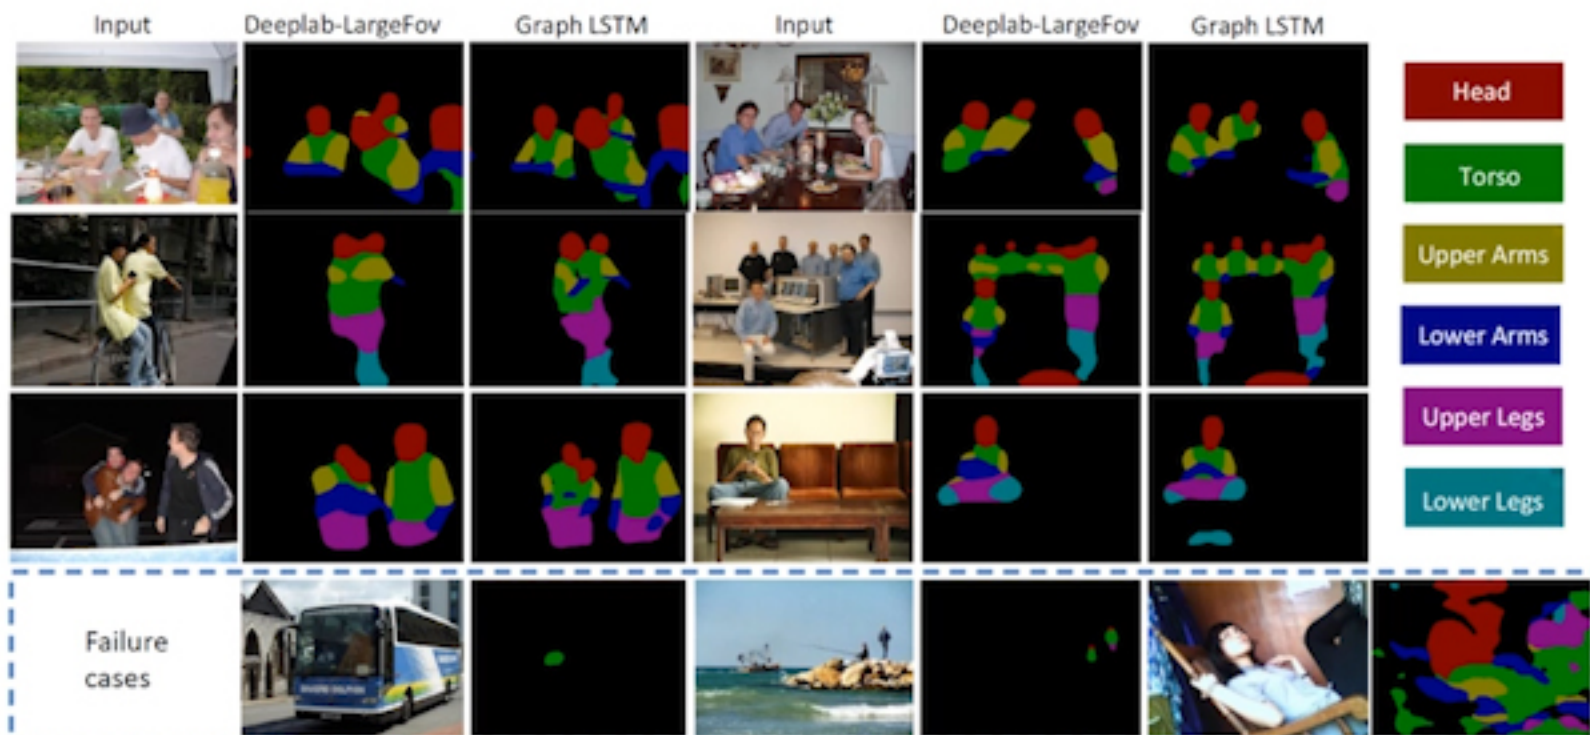 Input Deeplab-LargeFov Graph LSTM Input Deeplab-LargeFov Graph LSTM
Head
Torso
Upper Arms
Lower Arms
Upper Legs
Lower Legs
Failure
cases